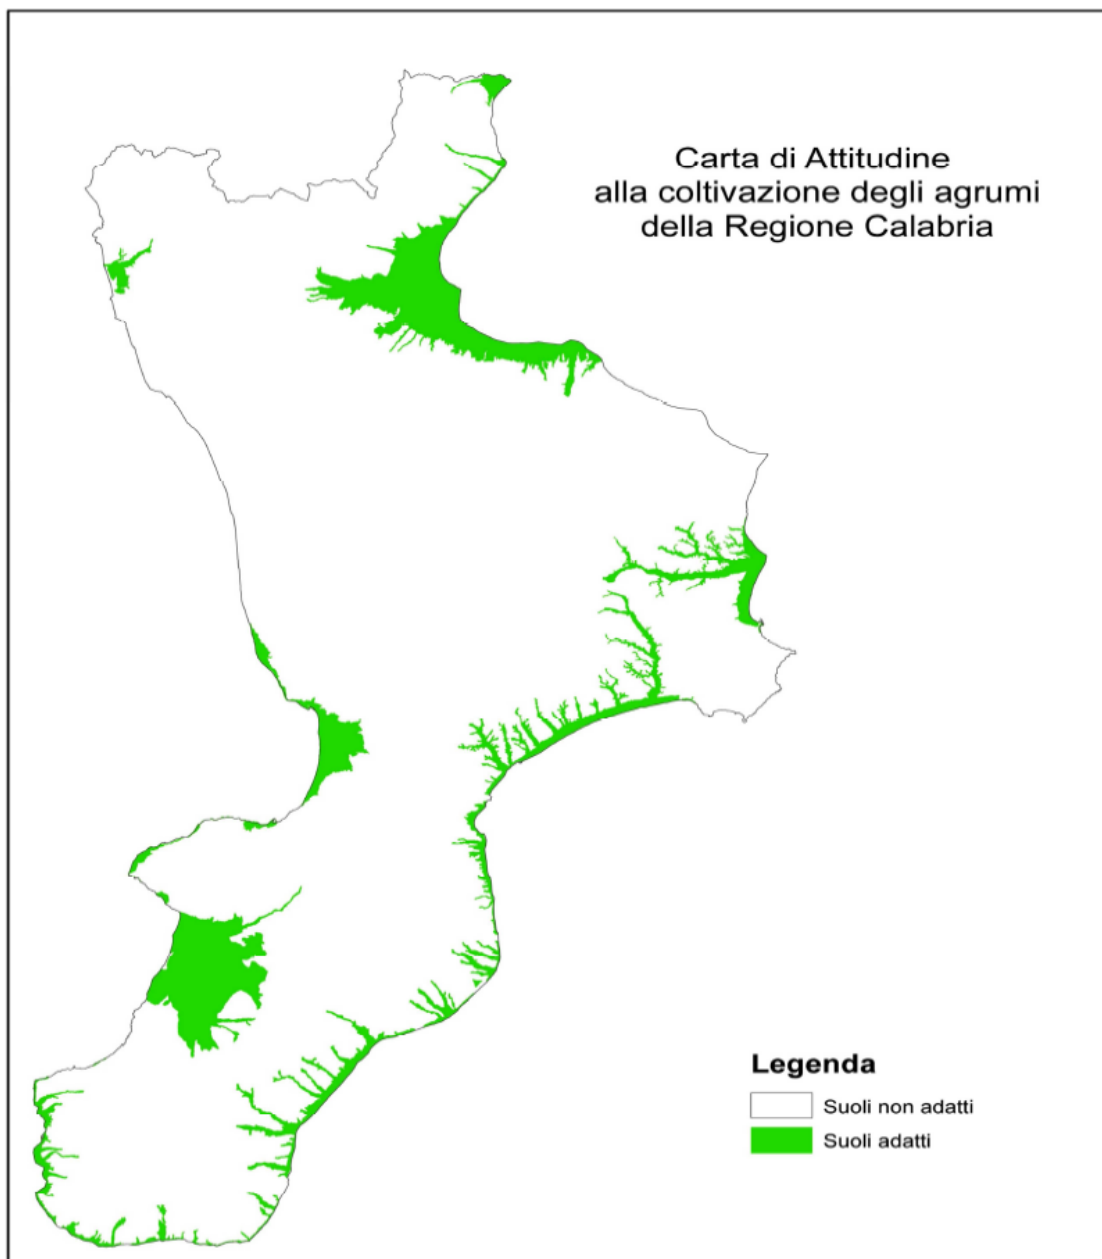 Carta di Attitudine
alla coltivazione degli agrumi
della Regione Calabria
Legenda
Suoli non adatti
Suoli adatti